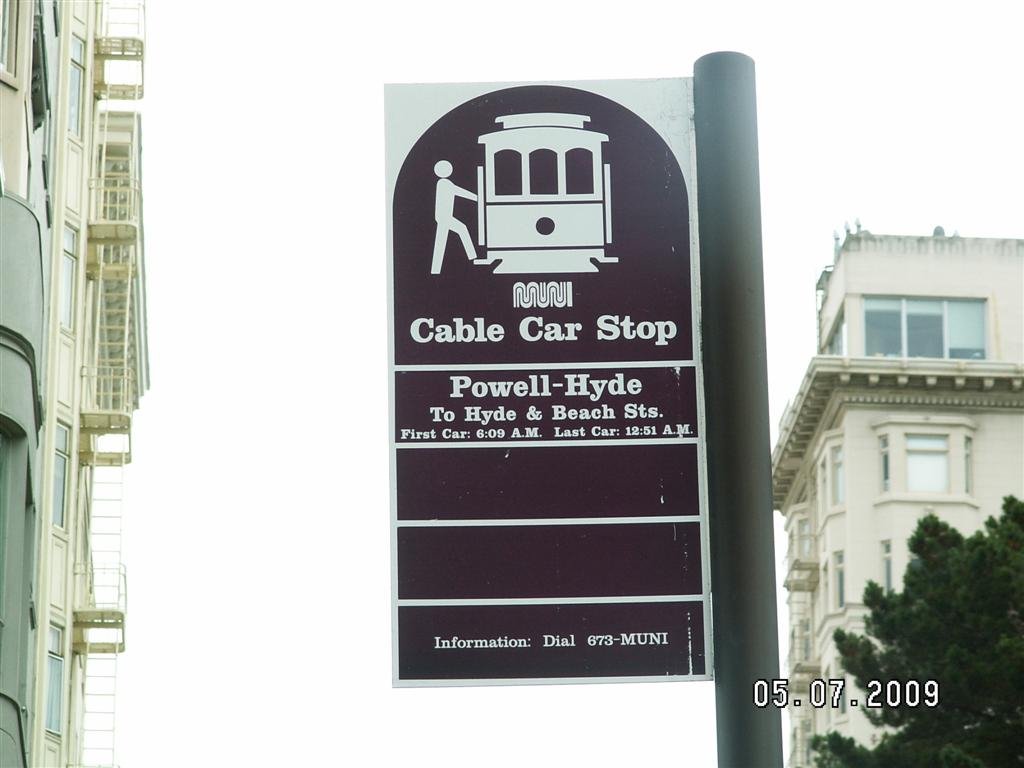 MUNI
Cable Car Stop
Powell-Hyde
To Hyde & Beach Sts.
First Car: 6:09 A.M. Last Car: 12:51 A.M.
Information: Dial 673-MUNI
05.07.2009